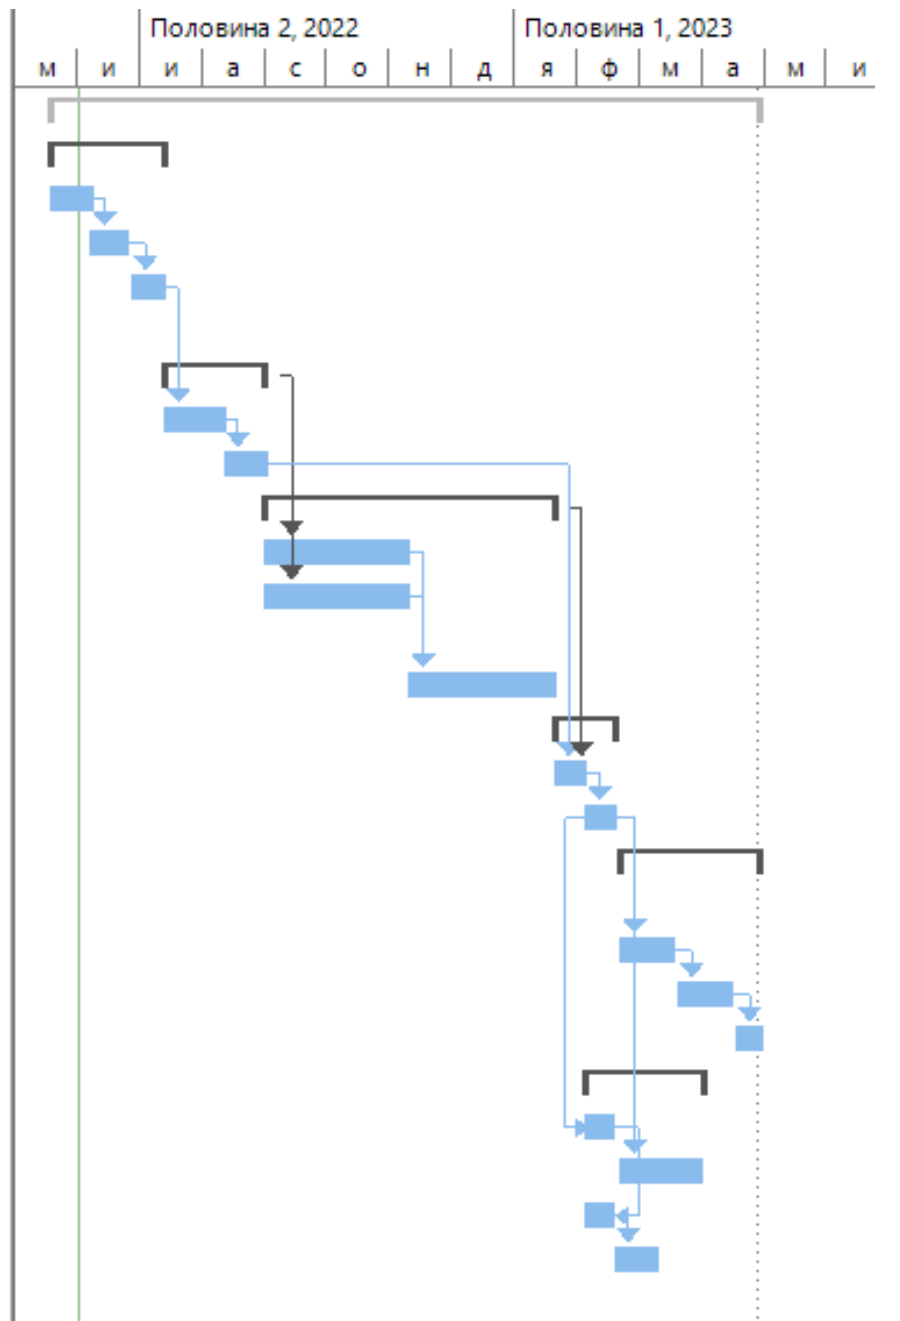 Половина 2, 2022 Половина 1, 2023
м и и а с о н д я ф м а м и